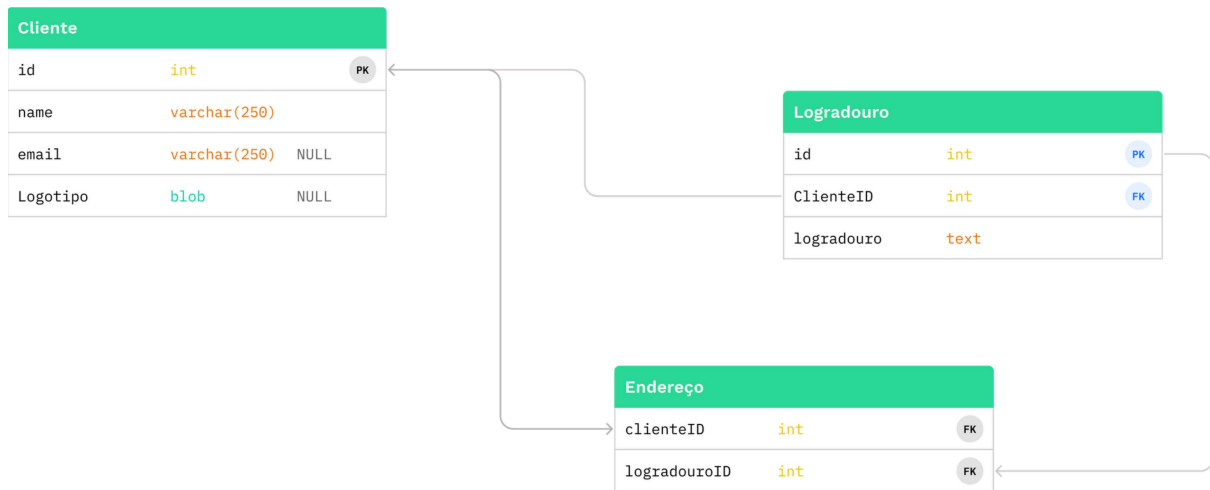 Cliente
id int PK
name varchar(250)
email varchar(250) NULL
Logotipo blob NULL
Logradouro
id int PK
ClienteID int FK
logradouro text
Endereço
clienteID int FK
logradouroID int FK